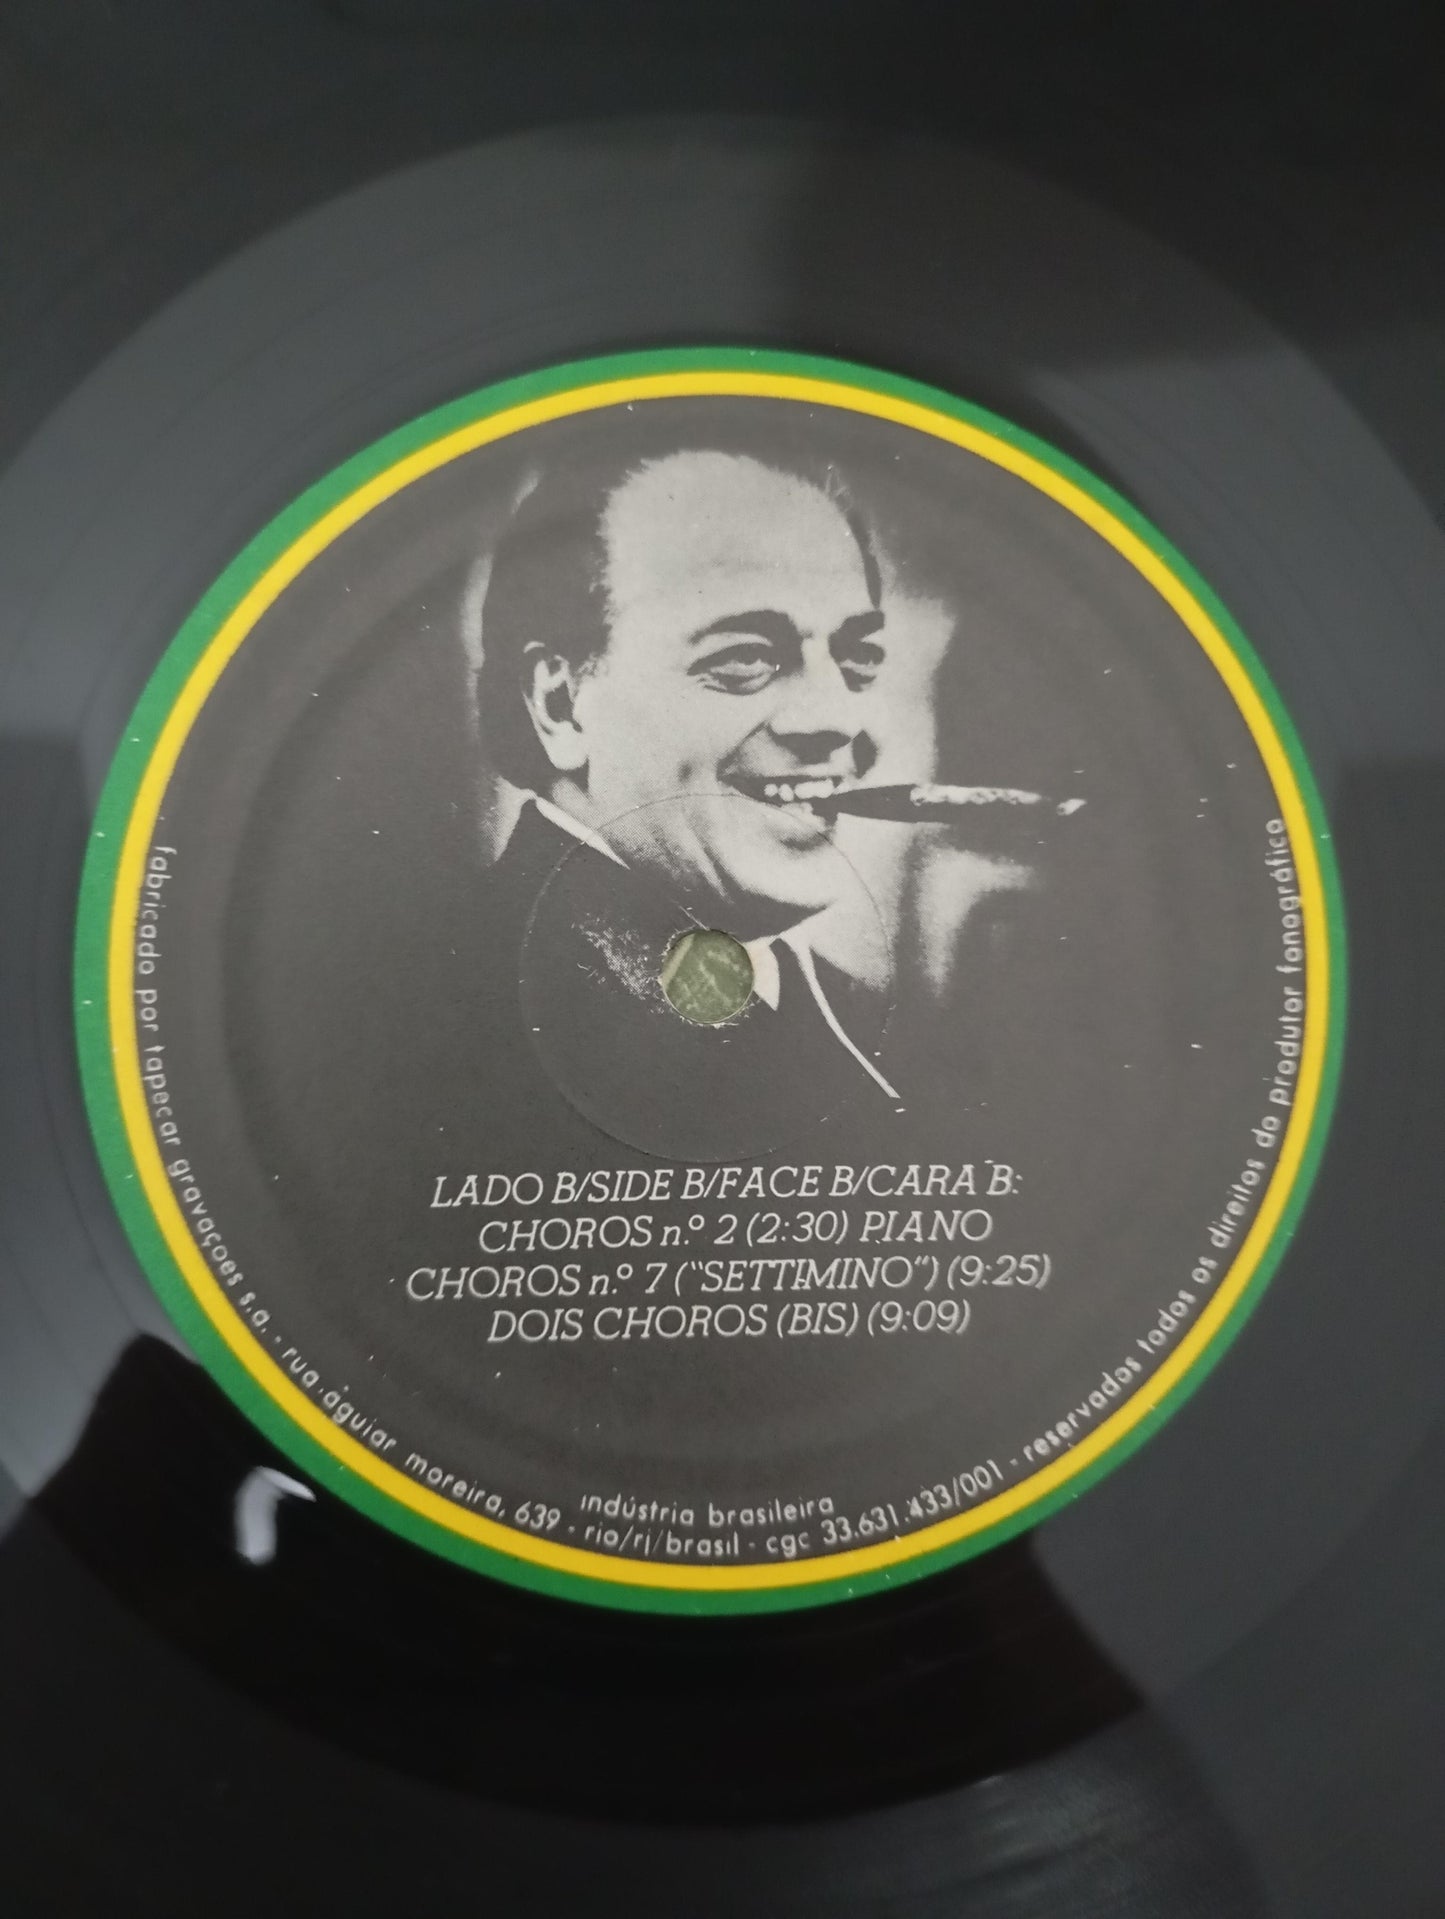 LADO B/SIDE B/FACE B/CARA B:
CHOROS n.º 2 (2:30) PIANO
CHOROS n.º 7 ("SETTIMINO") (9:25)
DOIS CHOROS (BIS) (9:09)
indústria brasileira
fabricado por tapecar gravações s.a. - rua aguiar moreira, 639 - rio/rj/brasil - cgc 33.631.433/001 - reservados todos os direitos do produtor fonográfico